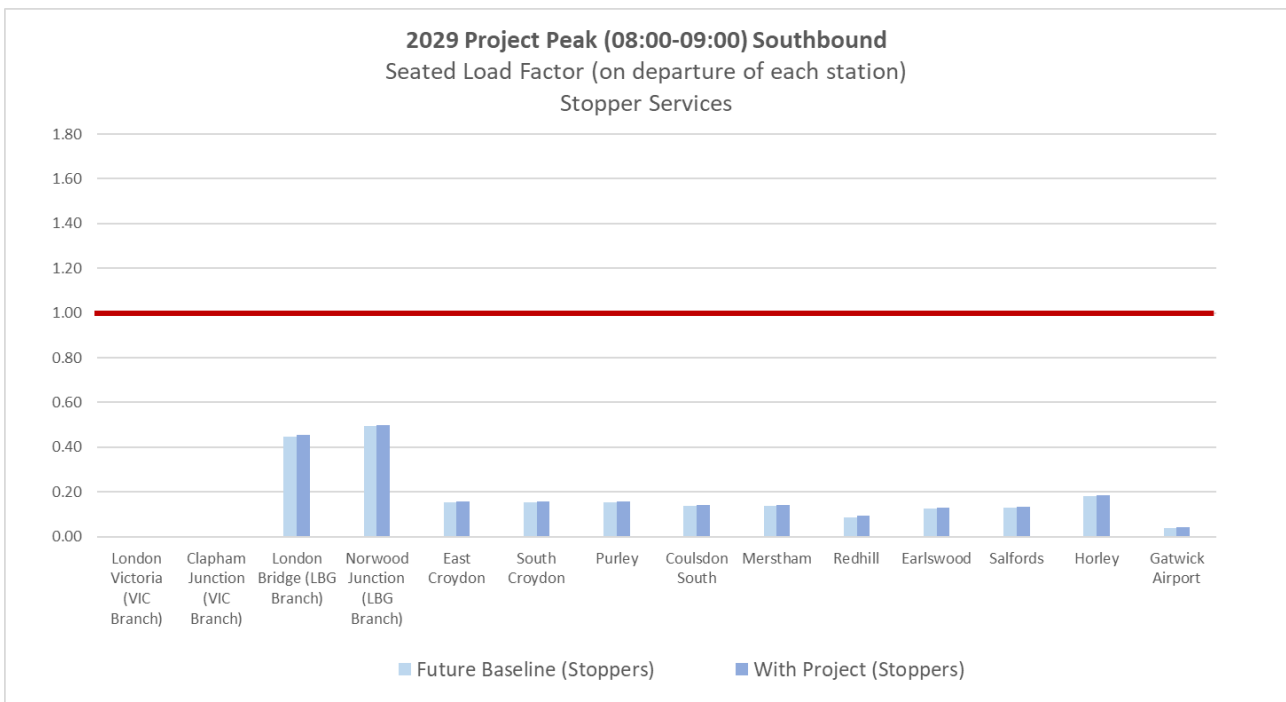 2029 Project Peak (08:00-09:00) Southbound
Seated Load Factor (on departure of each station)
Stopper Services
1.80
1.60
1.40
1.20
1.00
0.80
0.60
0.40
0.20
0.00
London
Victoria
(VIC
Branch)
Clapham
Junction
(VIC
Branch)
London
Bridge (LBG
Branch)
Norwood
Junction
(LBG
Branch)
East
Croydon
South
Croydon
Purley
Coulsdon
South
Merstham
Redhill
Earlswood
Salfords
Horley
Gatwick
Airport
Future Baseline (Stoppers)
With Project (Stoppers)